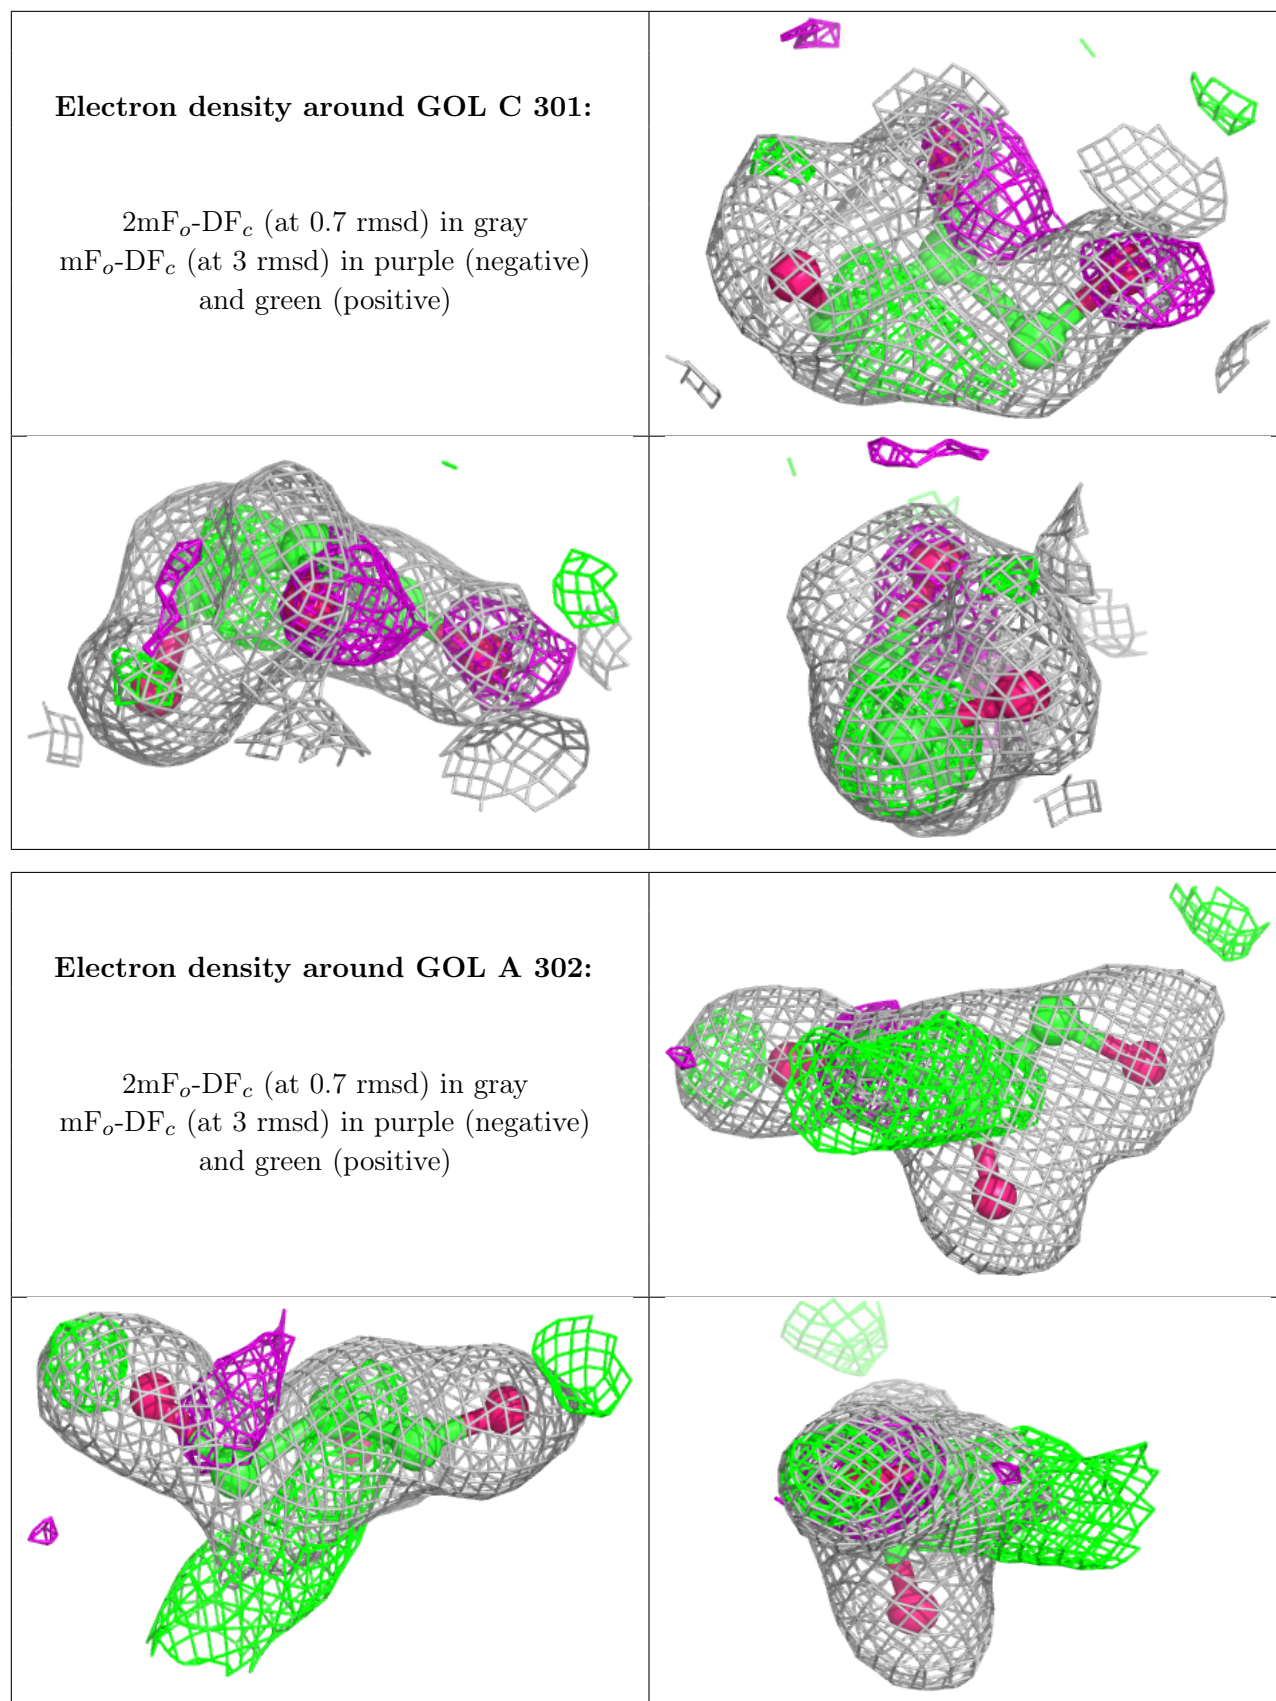 Electron density around GOL C 301:
2mFo-DFc (at 0.7 rmsd) in gray
mFo-DFc (at 3 rmsd) in purple (negative)
and green (positive)
Electron density around GOL A 302:
2mFo-DFc (at 0.7 rmsd) in gray
mFo-DFc (at 3 rmsd) in purple (negative)
and green (positive)